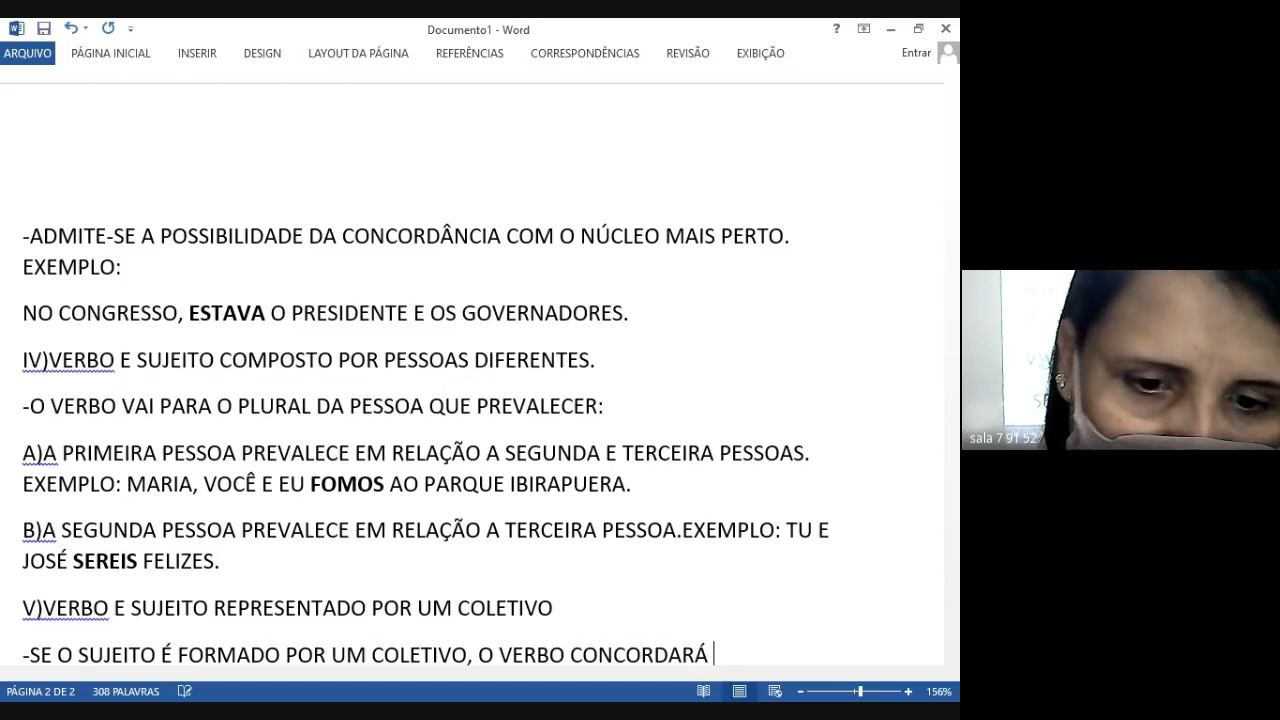 Documento1 - Word
?
ARQUIVO PÁGINA INICIAL INSERIR DESIGN LAYOUT DA PÁGINA REFERÊNCIAS CORRESPONDÊNCIAS REVISÃO EXIBIÇÃO Entrar
-ADMITE-SE A POSSIBILIDADE DA CONCORDÂNCIA COM O NÚCLEO MAIS PERTO.
EXEMPLO:
NO CONGRESSO, ESTAVA O PRESIDENTE E OS GOVERNADORES.
IV)VERBO E SUJEITO COMPOSTO POR PESSOAS DIFERENTES.
-O VERBO VAI PARA O PLURAL DA PESSOA QUE PREVALECER:
A)A PRIMEIRA PESSOA PREVALECE EM RELAÇÃO A SEGUNDA E TERCEIRA PESSOAS.
EXEMPLO: MARIA, VOCÊ E EU FOMOS AO PARQUE IBIRAPUERA.
B)A SEGUNDA PESSOA PREVALECE EM RELAÇÃO A TERCEIRA PESSOA.EXEMPLO: TU E
JOSÉ SEREIS FELIZES.
V)VERBO E SUJEITO REPRESENTADO POR UM COLETIVO
-SE O SUJEITO É FORMADO POR UM COLETIVO, O VERBO CONCORDARÁ
PÁGINA 2 DE 2 308 PALAVRAS 156%
sala 7 91 52